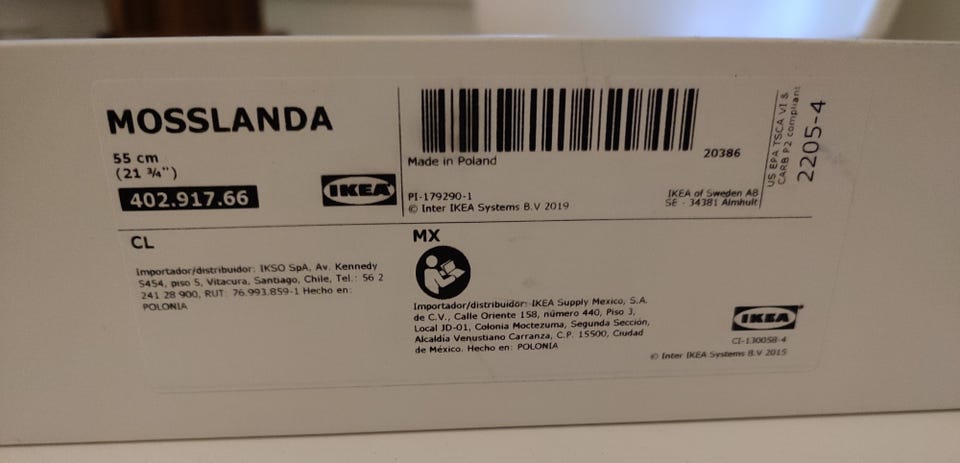 MOSSLANDA
55 cm
(21 ¾")
402.917.66
IKEA
Made in Poland
20386
PI-179290-1
© Inter IKEA Systems B.V 2019
IKEA of Sweden AB
SE - 34381 Älmhult
US EPA TSCA VI &
CARB P2 compliant
2205-4
CL
Importador/distribuidor: IKSO SpA, Av. Kennedy
5454, piso 5, Vitacura, Santiago, Chile, Tel.: 56 2
241 28 900, RUT: 76.993.859-1 Hecho en:
POLONIA
MX
Importador/distribuidor: IKEA Supply Mexico, S.A.
de C.V., Calle Oriente 158, número 440, Piso 3,
Local JD-01, Colonia Moctezuma, Segunda Sección,
Alcaldía Venustiano Carranza, C.P. 15500, Ciudad
de México. Hecho en: POLONIA
IKEA
CI-130058-4
© Inter IKEA Systems B.V 2015